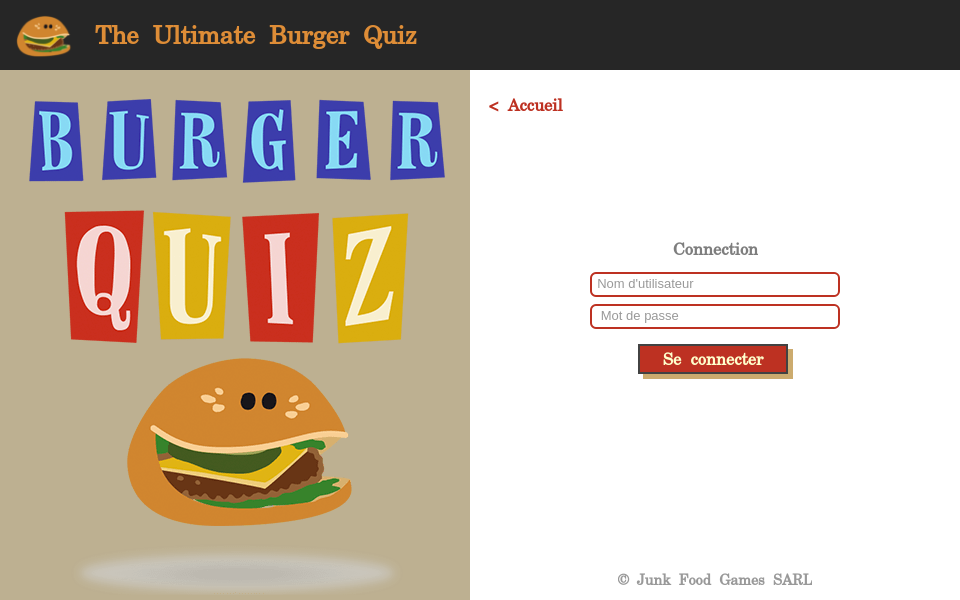 The Ultimate Burger Quiz
BURGER
QUIZ
< Accueil
Connection
Nom d'utilisateur
Mot de passe
Se connecter
© Junk Food Games SARL